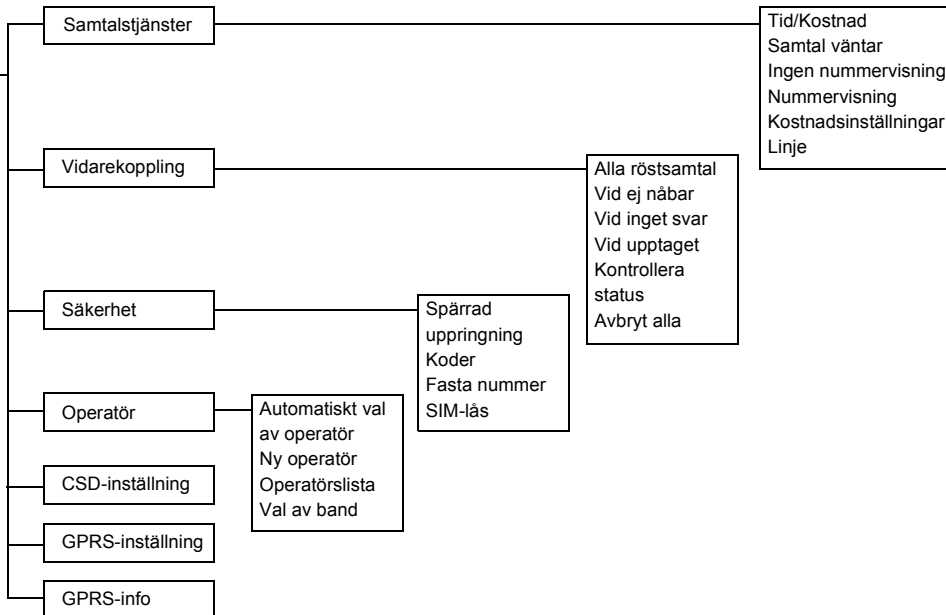 Samtalstjänster
Tid/Kostnad
Samtal väntar
Ingen nummervisning
Nummervisning
Kostnadsinställningar
Linje
Vidarekoppling
Alla röstsamtal
Vid ej nåbar
Vid inget svar
Vid upptaget
Kontrollera
status
Avbryt alla
Säkerhet
Spärrad
uppringning
Koder
Fasta nummer
SIM-lås
Operatör
Automatiskt val
av operatör
Ny operatör
Operatörslista
Val av band
CSD-inställning
GPRS-inställning
GPRS-info